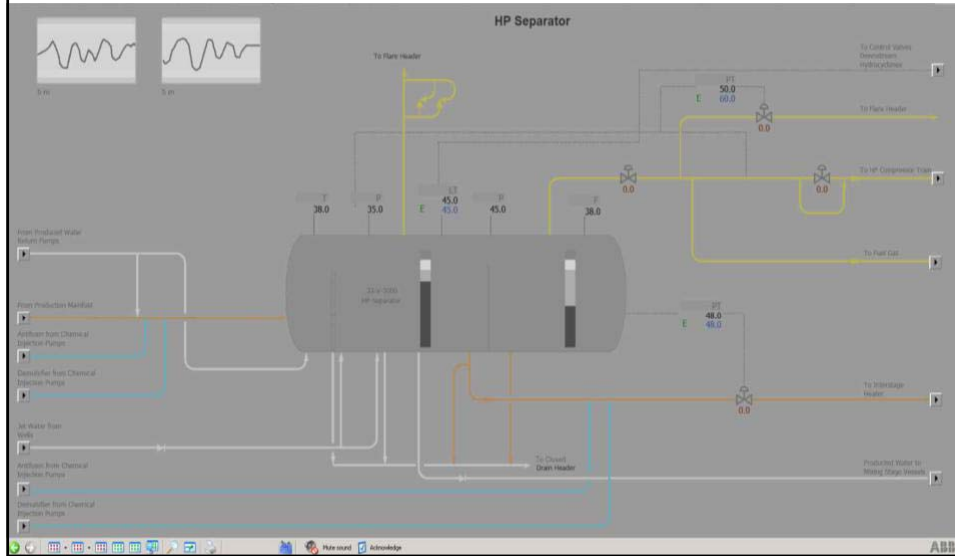 HP Separator
To Control Valves
Downstream
Hydrocyclones
To Flare Header
PT
50.0
E 60.0
To Flare Header
0.0
5 m
To HP Compressor Train
0.0
0.0
T
38.0
P
35.0
LT
45.0
E 45.0
P
45.0
F
38.0
From Produced Water
Return Pumps
To Fuel Gas
HP separator
From Production Manifold
PT
48.0
E 48.0
Antifoam from Chemical
Injection Pumps
Demulsifier from Chemical
Injection Pumps
To Interstage
Heater
0.0
Jet Water from
Wells
To Closed
Drain Header
Antifoam from Chemical
Injection Pumps
Produced Water to
Mixing Stage Vessels
Demulsifier from Chemical
Injection Pumps
Mute sound
Acknowledge
ABB